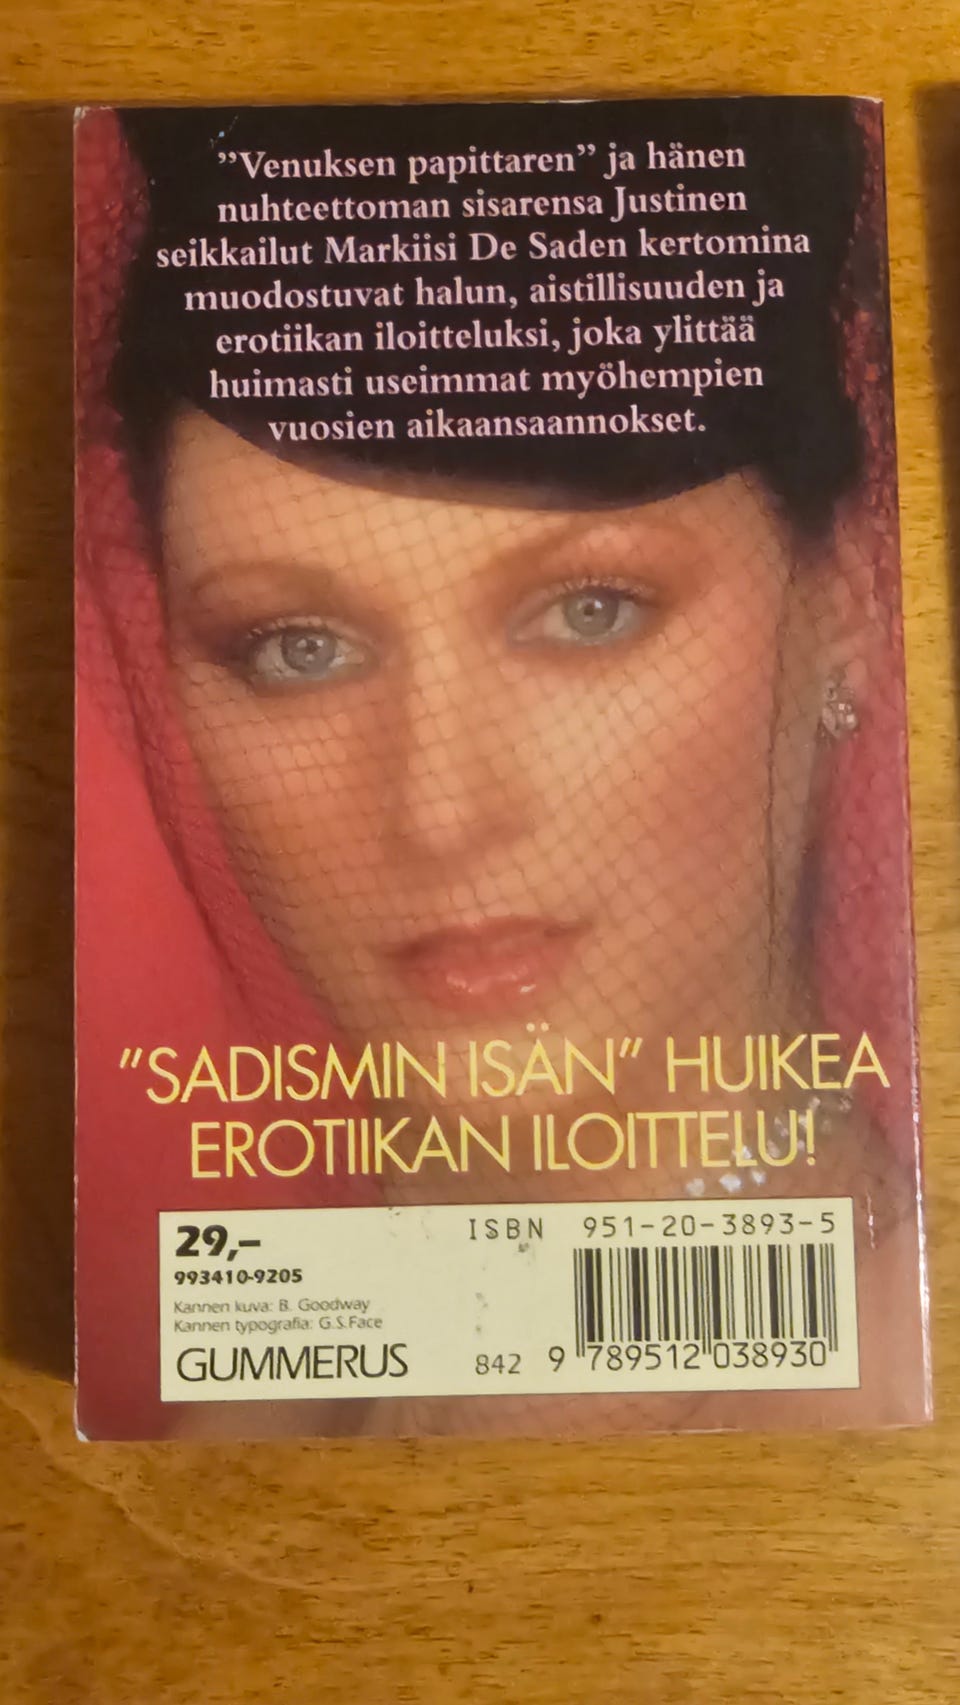 ”Venuksen papittaren” ja hänen
nuhteettoman sisarensa Justinen
seikkailut Markiisi De Saden kertomina
muodostuvat halun, aistillisuuden ja
erotiikan iloitteluksi, joka ylittää
huimasti useimmat myöhempien
vuosien aikaansaannokset.
”SADISMIN ISÄN” HUIKEA
EROTIIKAN ILOITTELU!
29,–
993410-9205
Kannen kuva: B. Goodway
Kannen typografia: G.S.Face
GUMMERUS
ISBN 951-20-3893-5
842 9 789512 038930